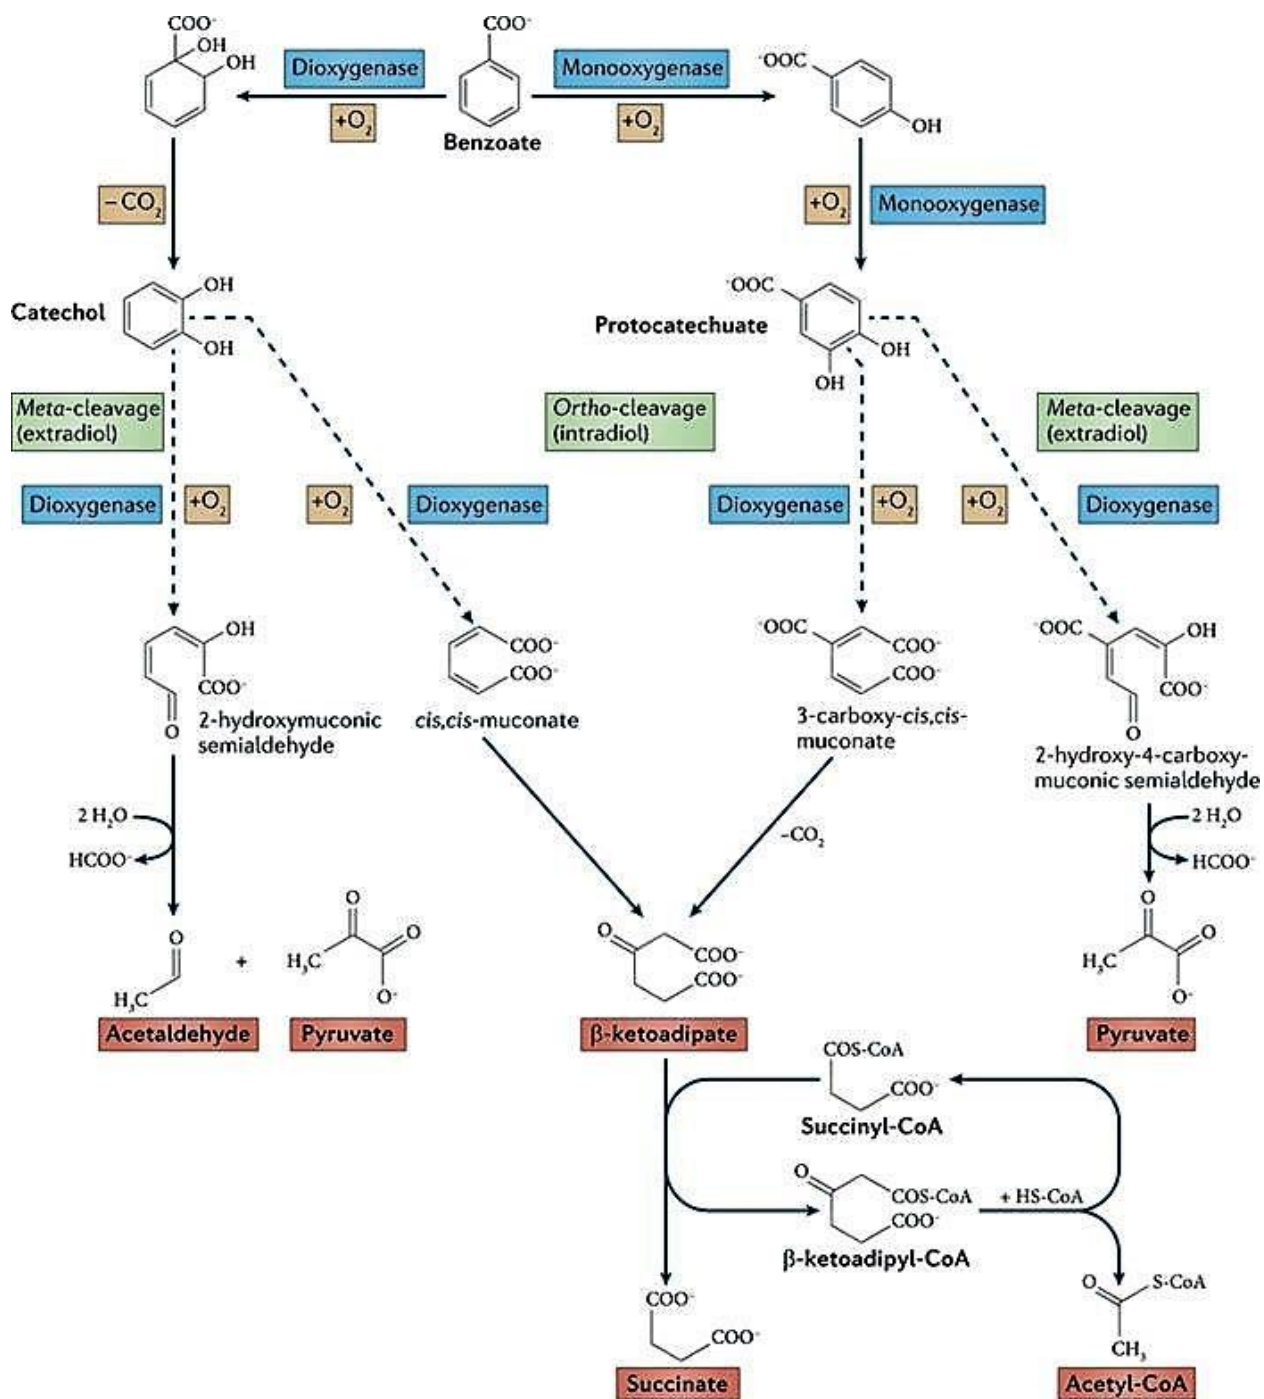 COO⁻
OH
OH
Dioxygenase
+O₂
COO⁻
Benzoate
Monooxygenase
+O₂
⁻OOC
OH
– CO₂
+O₂
Monooxygenase
Catechol
OH
OH
Protocatechuate
⁻OOC
OH
OH
Meta-cleavage
(extradiol)
Ortho-cleavage
(intradiol)
Meta-cleavage
(extradiol)
Dioxygenase
+O₂
+O₂
Dioxygenase
Dioxygenase
+O₂
+O₂
Dioxygenase
OH
COO⁻
O
2-hydroxymuconic
semialdehyde
COO⁻
COO⁻
cis,cis-muconate
⁻OOC
COO⁻
COO⁻
3-carboxy-cis,cis-
muconate
⁻OOC
OH
COO⁻
O
2-hydroxy-4-carboxy-
muconic semialdehyde
2 H₂O
HCOO⁻
–CO₂
2 H₂O
HCOO⁻
O
H₃C
Acetaldehyde
+
O
O
H₃C
O⁻
Pyruvate
O
COO⁻
COO⁻
β-ketoadipate
O
O
H₃C
O⁻
Pyruvate
COS-CoA
COO⁻
Succinyl-CoA
O
COS-CoA
COO⁻
β-ketoadipyl-CoA
+ HS-CoA
COO⁻
COO⁻
Succinate
O
S-CoA
CH₃
Acetyl-CoA